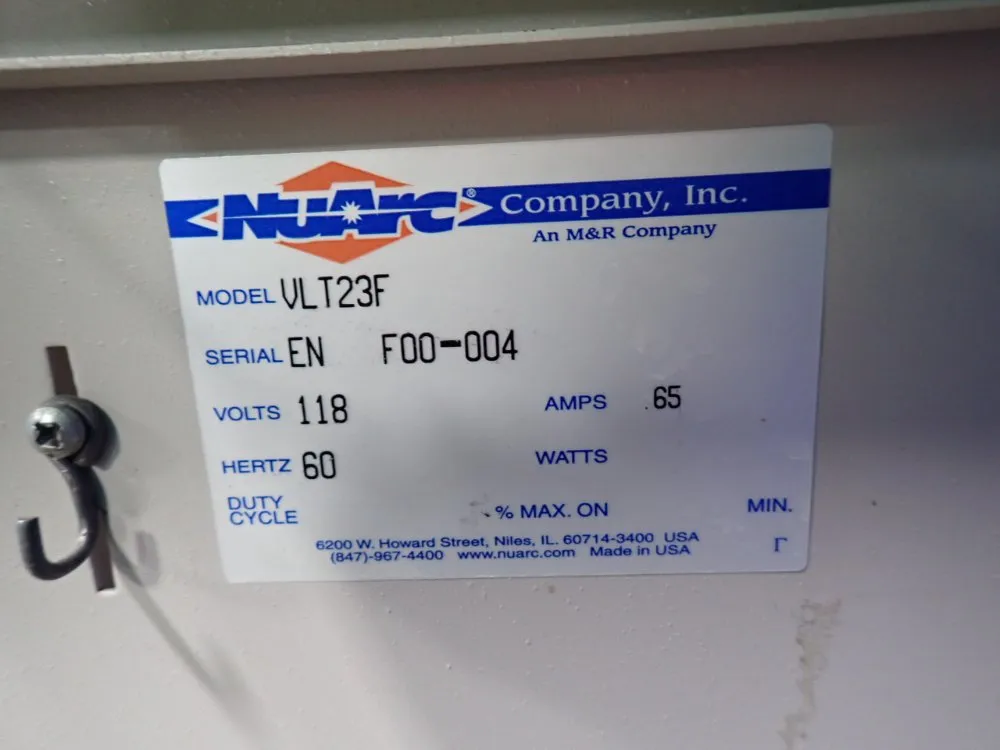 NuArc® Company, Inc.
An M&R Company
MODEL VLT23F
SERIAL EN F00-004
VOLTS 118 AMPS .65
HERTZ 60 WATTS
DUTY CYCLE % MAX. ON MIN.
6200 W. Howard Street, Niles, IL. 60714-3400 USA
(847)-967-4400 www.nuarc.com Made in USA
Γ